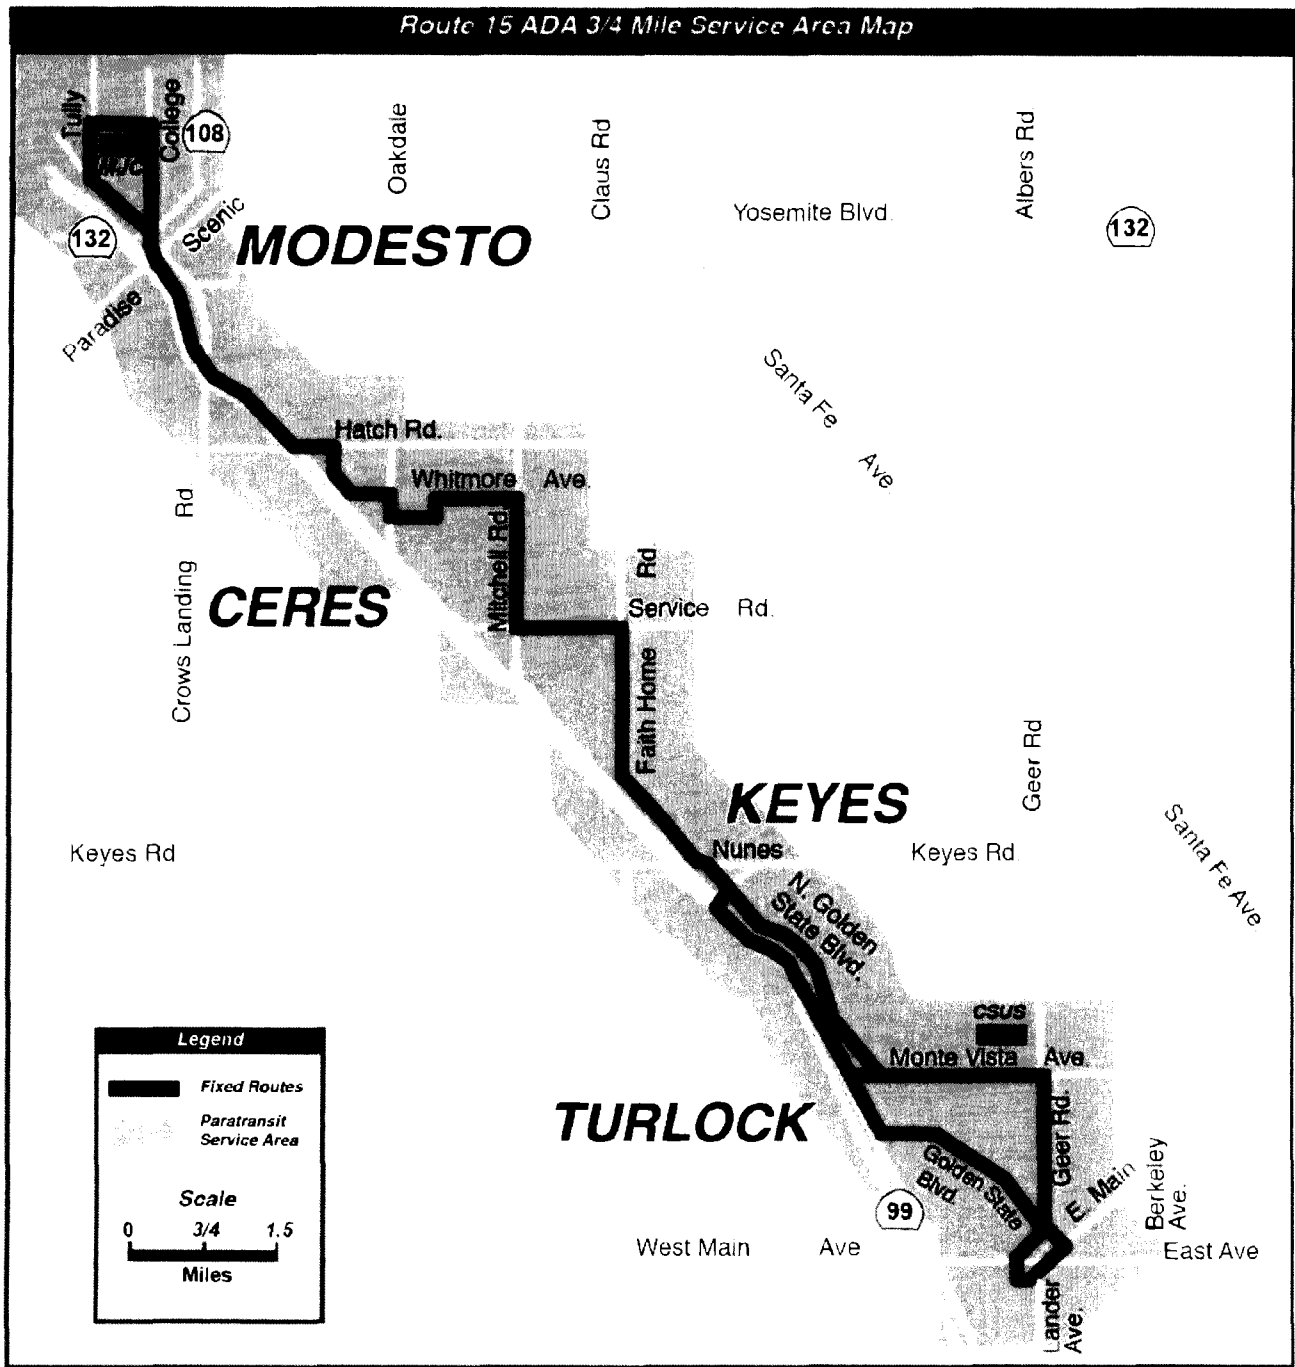 Route 15 ADA 3/4 Mile Service Area Map
Tully
College
108
MJC
Oakdale
Claus Rd
Albers Rd.
Yosemite Blvd.
132
132
Scenic
MODESTO
Paradise
Santa Fe Ave.
Hatch Rd.
Whitmore Ave.
Crows Landing Rd
Mitchell Rd.
CERES
Service Rd.
Faith Home Rd.
Geer Rd
KEYES
Keyes Rd
Nunes
Keyes Rd.
Santa Fe Ave.
N. Golden
State Blvd.
CSUS
Monte Vista Ave.
TURLOCK
Geer Rd.
Golden State
Blvd.
E. Main
Berkeley
Ave.
99
West Main Ave
East Ave
Lander
Ave.
Legend
Fixed Routes
Paratransit
Service Area
Scale
0 3/4 1.5
Miles